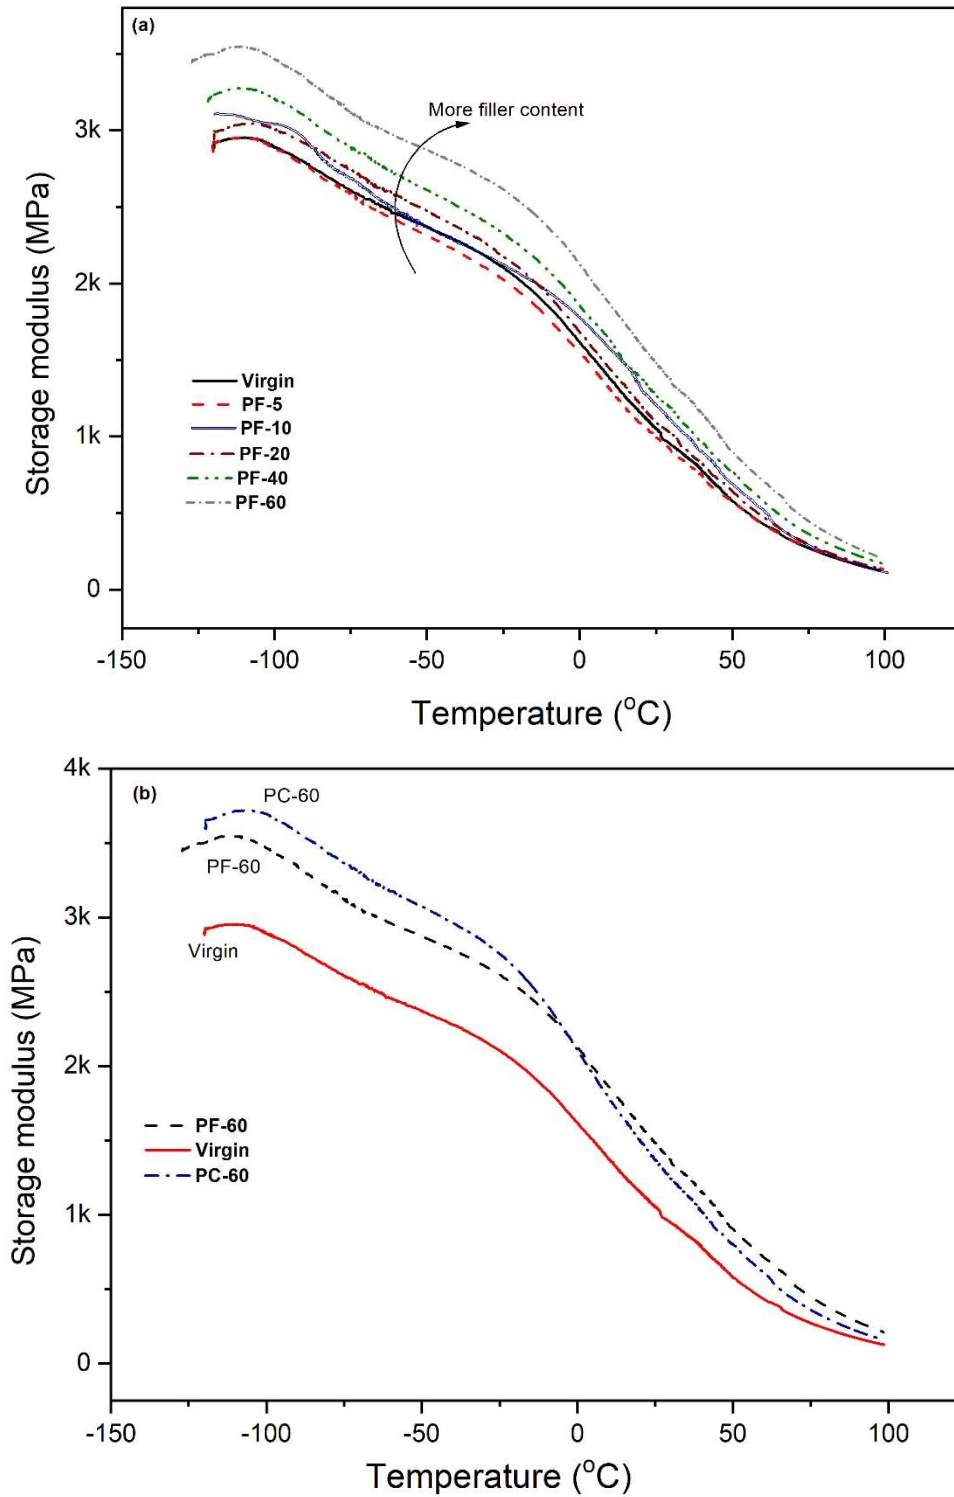 (a)
More filler content
3k
2k
1k
0
Storage modulus (MPa)
Virgin
PF-5
PF-10
PF-20
PF-40
PF-60
-150
-100
-50
0
50
100
Temperature (°C)
4k
(b)
PC-60
PF-60
3k
Virgin
2k
1k
0
Storage modulus (MPa)
PF-60
Virgin
PC-60
-150
-100
-50
0
50
100
Temperature (°C)